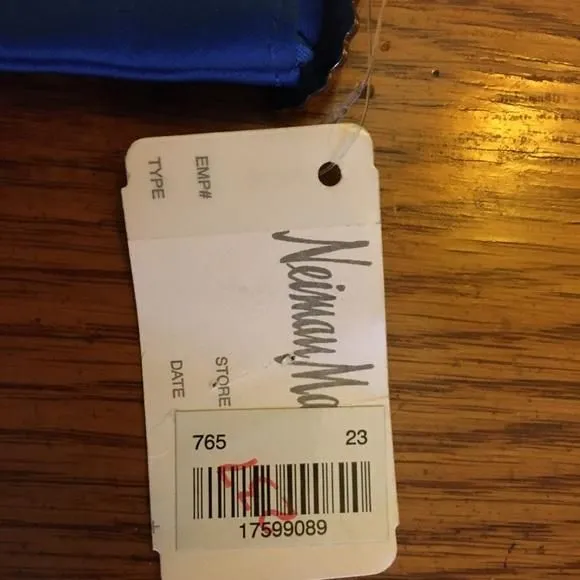 EMP#
TYPE
Neiman Ma
STORE
DATE
765 23
17599089